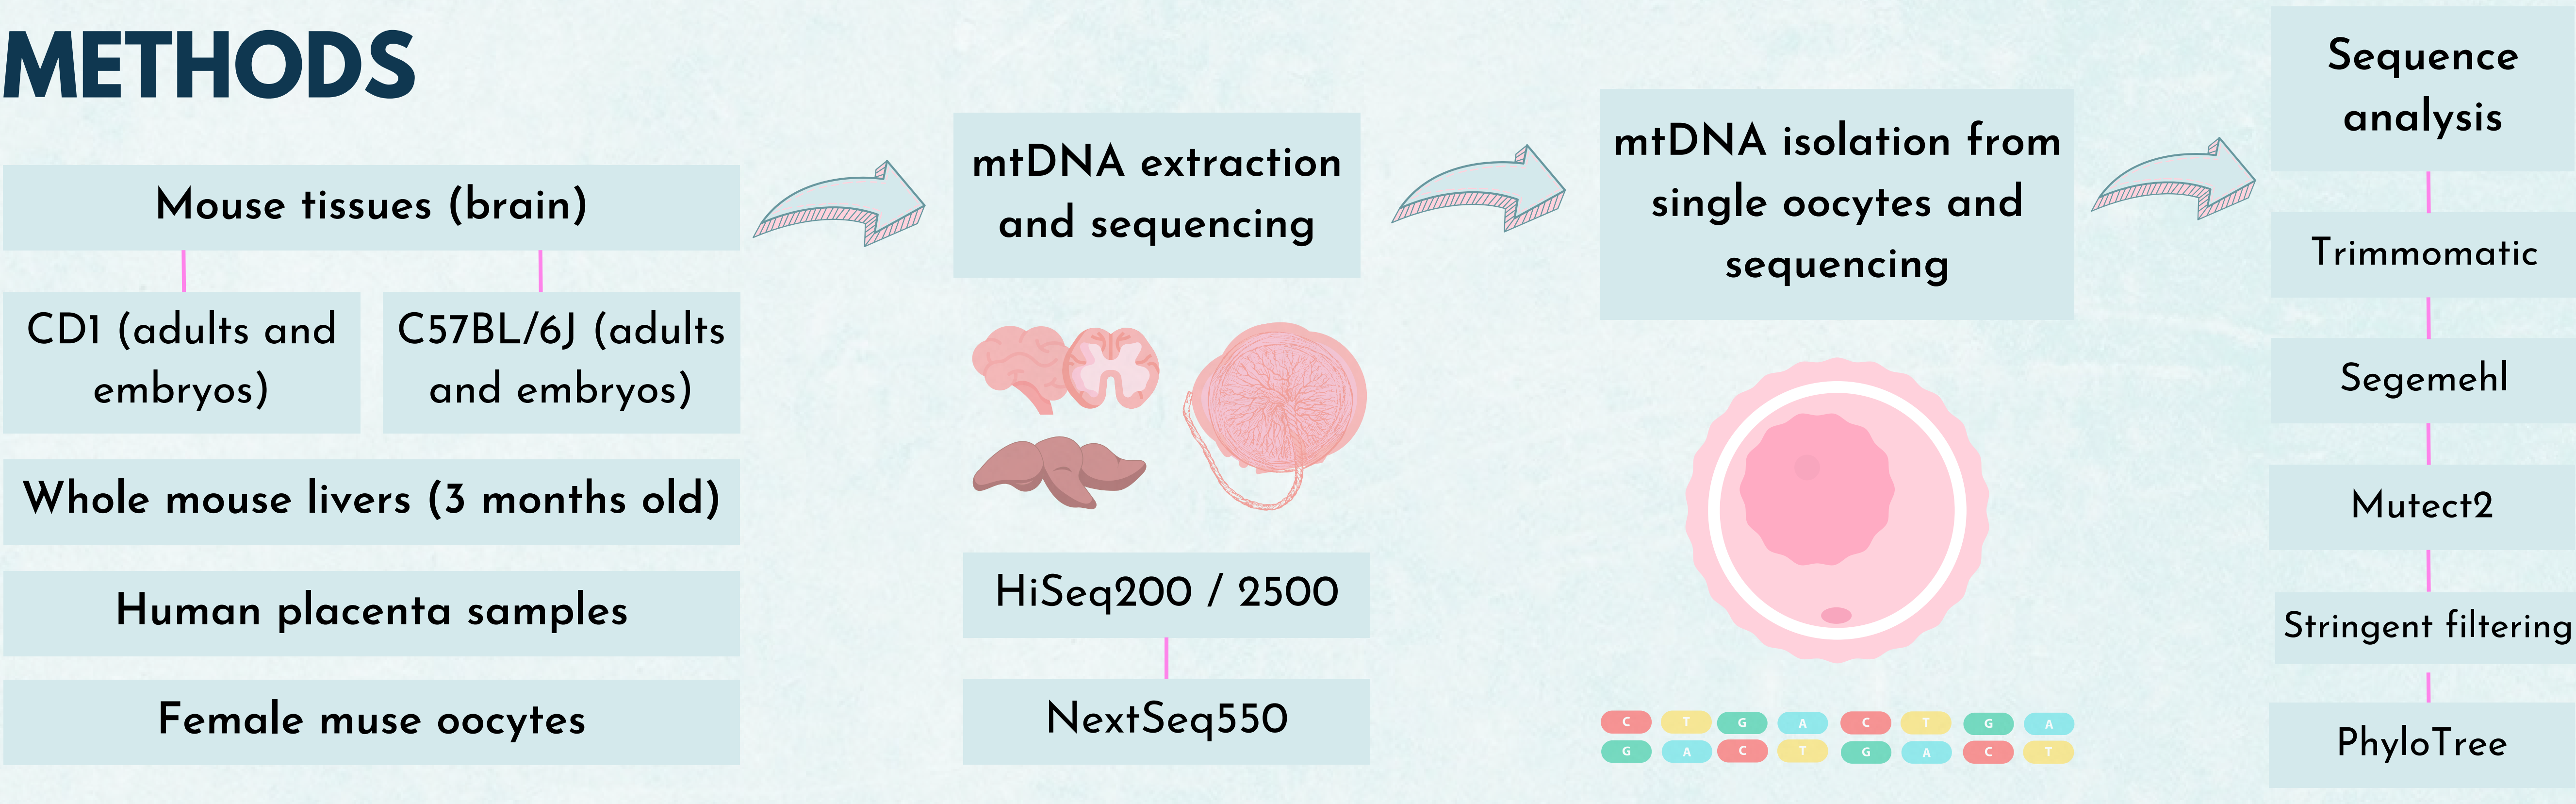 METHODS
Mouse tissues (brain)
CD1 (adults and
embryos)
C57BL/6J (adults
and embryos)
Whole mouse livers (3 months old)
Human placenta samples
Female muse oocytes
mtDNA extraction
and sequencing
HiSeq200 / 2500
NextSeq550
mtDNA isolation from
single oocytes and
sequencing
C T G A C T G A
G A C T G A C T
Sequence
analysis
Trimmomatic
Segemehl
Mutect2
Stringent filtering
PhyloTree